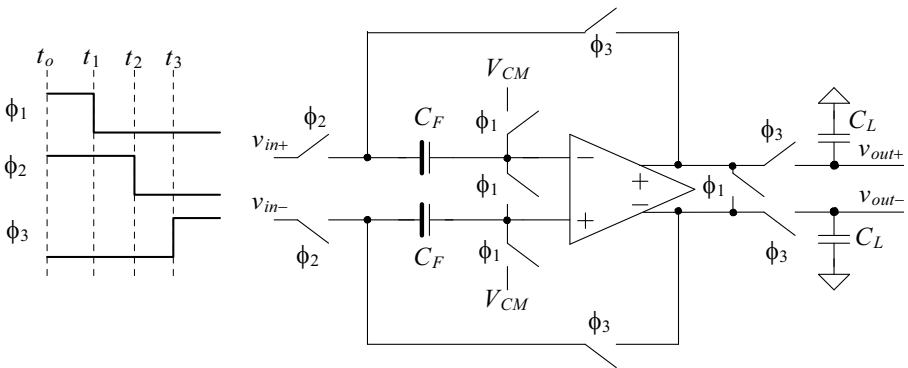 ϕ3
t_o t_1 t_2 t_3
V_CM
ϕ1
ϕ2
C_F
ϕ1
ϕ3
C_L
v_in+
v_out+
−
ϕ2
ϕ1
+
ϕ1
v_in−
−
v_out−
+
ϕ3
ϕ2
C_F
ϕ1
ϕ3
C_L
V_CM
ϕ3